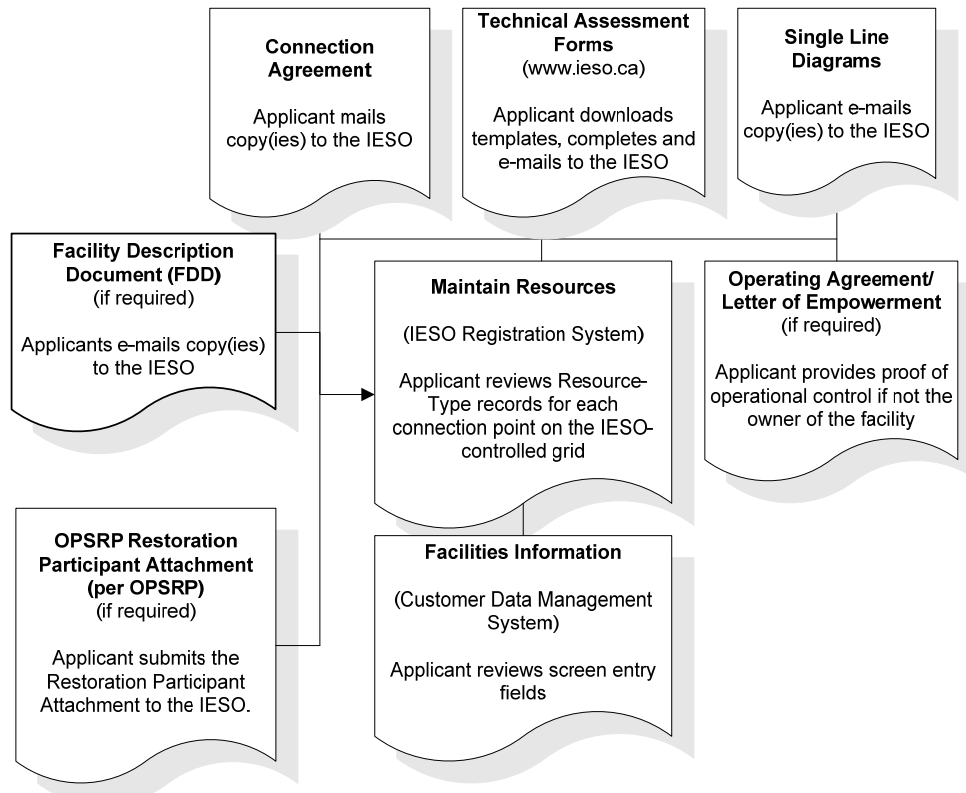 Connection
Agreement
Applicant mails
copy(ies) to the IESO
Technical Assessment
Forms
(www.ieso.ca)
Applicant downloads
templates, completes and
e-mails to the IESO
Single Line
Diagrams
Applicant e-mails
copy(ies) to the IESO
Facility Description
Document (FDD)
(if required)
Applicants e-mails copy(ies)
to the IESO
Maintain Resources
(IESO Registration System)
Applicant reviews Resource-
Type records for each
connection point on the IESO-
controlled grid
Operating Agreement/
Letter of Empowerment
(if required)
Applicant provides proof of
operational control if not the
owner of the facility
OPSRP Restoration
Participant Attachment
(per OPSRP)
(if required)
Applicant submits the
Restoration Participant
Attachment to the IESO.
Facilities Information
(Customer Data Management
System)
Applicant reviews screen entry
fields